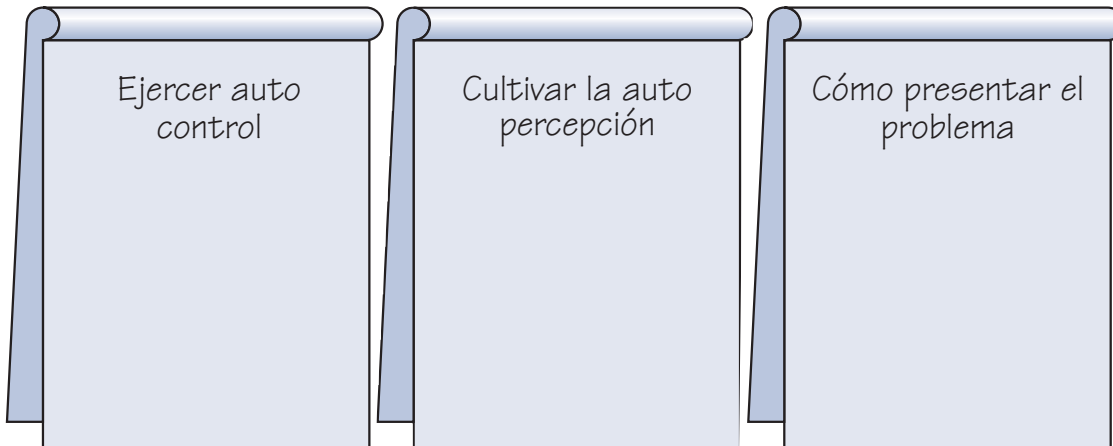 Ejercer auto
control
Cultivar la auto
percepción
Cómo presentar el
problema